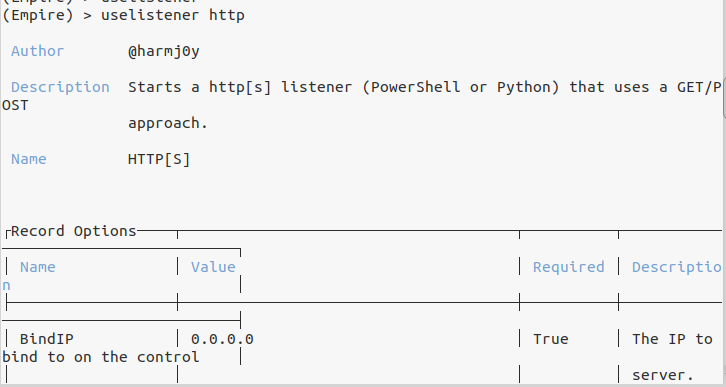 (Empire) > uselistener
(Empire) > uselistener http
Author @harmj0y
Description Starts a http[s] listener (PowerShell or Python) that uses a GET/P
OST
approach.
Name HTTP[S]
Record Options
Name Value Required Descriptio
n
BindIP 0.0.0.0 True The IP to
bind to on the control
server.